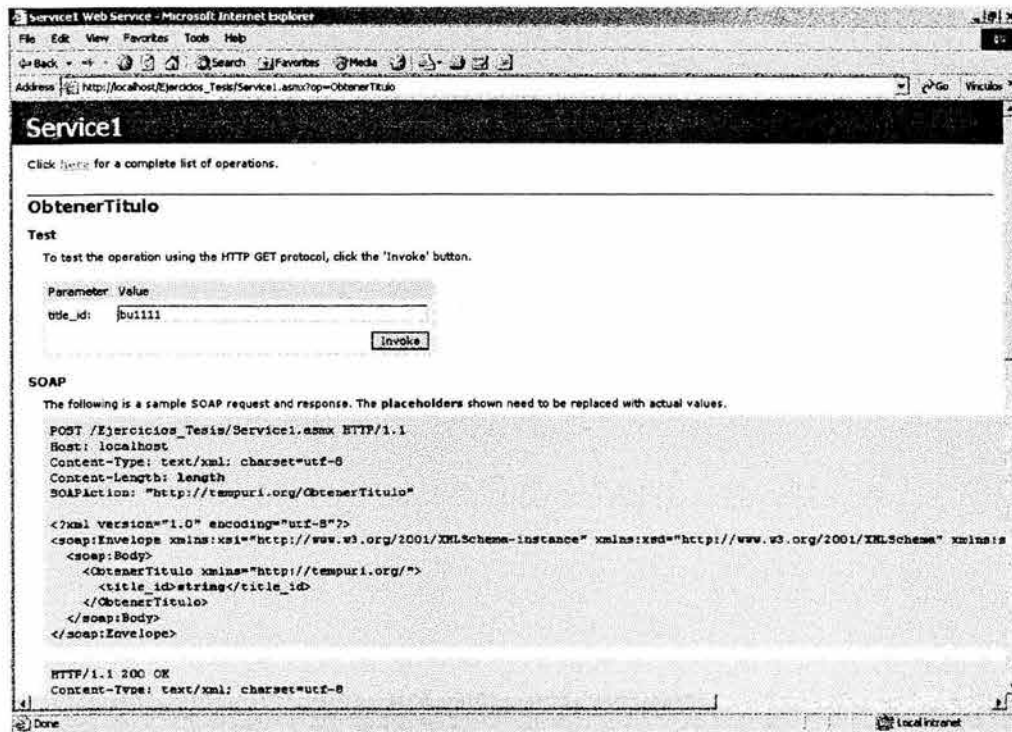 Service1 Web Service - Microsoft Internet Explorer
File Edit View Favorites Tools Help
Back Search Favorites Media
Address http://localhost/Ejercicios_Tesis/Service1.asmx?op=ObtenerTitulo Go Vínculos
Service1
Click here for a complete list of operations.
ObtenerTitulo
Test
To test the operation using the HTTP GET protocol, click the 'Invoke' button.
Parameter Value
title_id: bu1111
Invoke
SOAP
The following is a sample SOAP request and response. The placeholders shown need to be replaced with actual values.
POST /Ejercicios_Tesis/Service1.asmx HTTP/1.1
Host: localhost
Content-Type: text/xml; charset=utf-8
Content-Length: length
SOAPAction: "http://tempuri.org/ObtenerTitulo"
<?xml version="1.0" encoding="utf-8"?>
<soap:Envelope xmlns:xsi="http://www.w3.org/2001/XMLSchema-instance" xmlns:xsd="http://www.w3.org/2001/XMLSchema" xmlns:s
<soap:Body>
<ObtenerTitulo xmlns="http://tempuri.org/">
<title_id>string</title_id>
</ObtenerTitulo>
</soap:Body>
</soap:Envelope>
HTTP/1.1 200 OK
Content-Type: text/xml; charset=utf-8
Done Local intranet